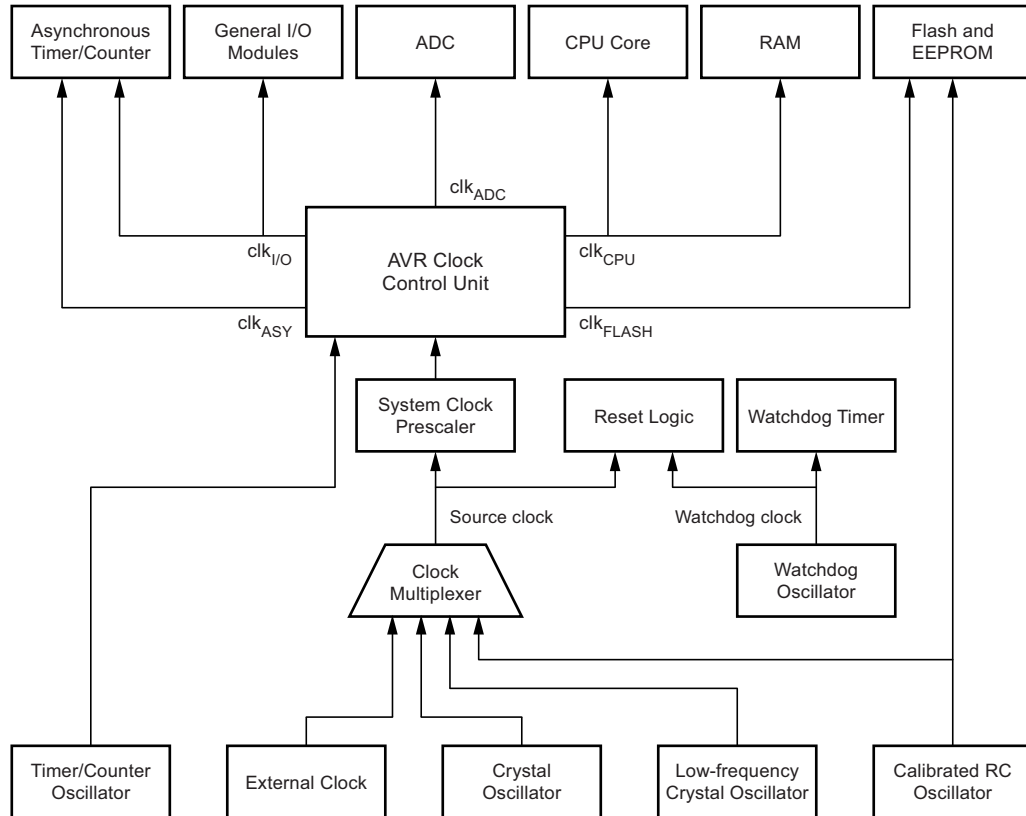 Asynchronous
Timer/Counter
General I/O
Modules
ADC
CPU Core
RAM
Flash and
EEPROM
clkADC
clkI/O
clkCPU
AVR Clock
Control Unit
clkASY
clkFLASH
System Clock
Prescaler
Reset Logic
Watchdog Timer
Source clock
Watchdog clock
Clock
Multiplexer
Watchdog
Oscillator
Timer/Counter
Oscillator
External Clock
Crystal
Oscillator
Low-frequency
Crystal Oscillator
Calibrated RC
Oscillator